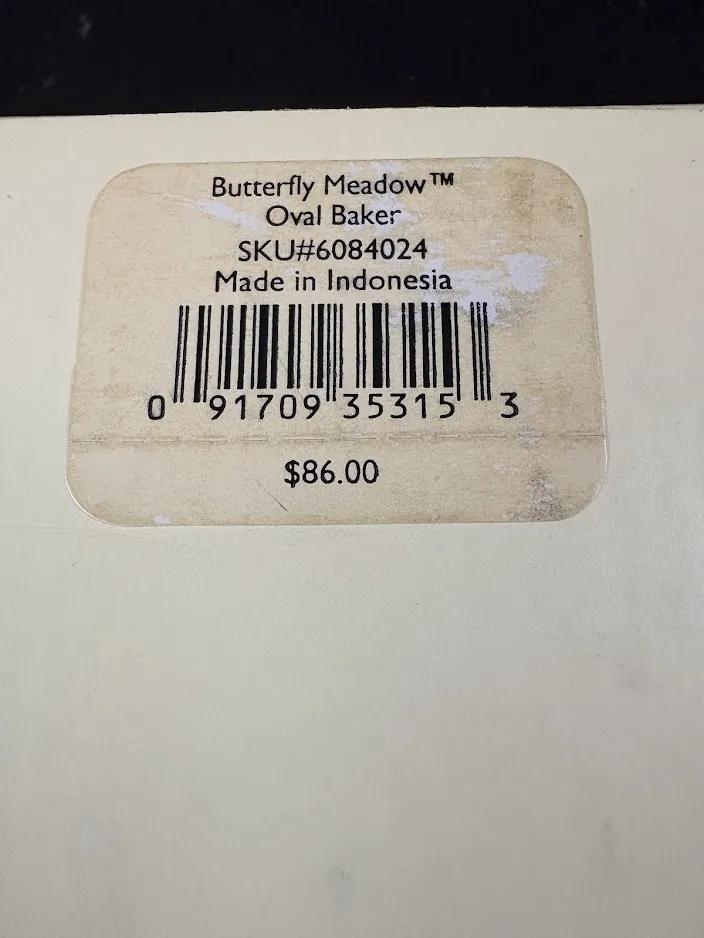 Butterfly Meadow™
Oval Baker
SKU#6084024
Made in Indonesia
0 91709 35315 3
$86.00